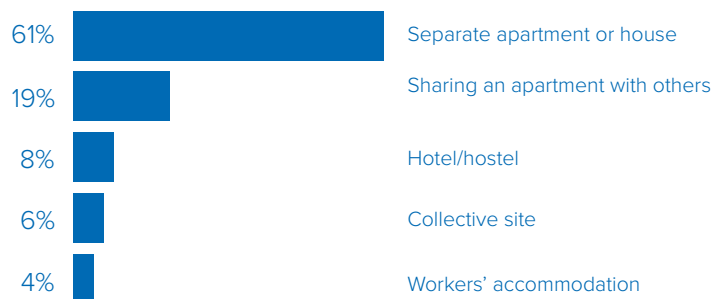 61% Separate apartment or house
19% Sharing an apartment with others
8% Hotel/hostel
6% Collective site
4% Workers’ accommodation